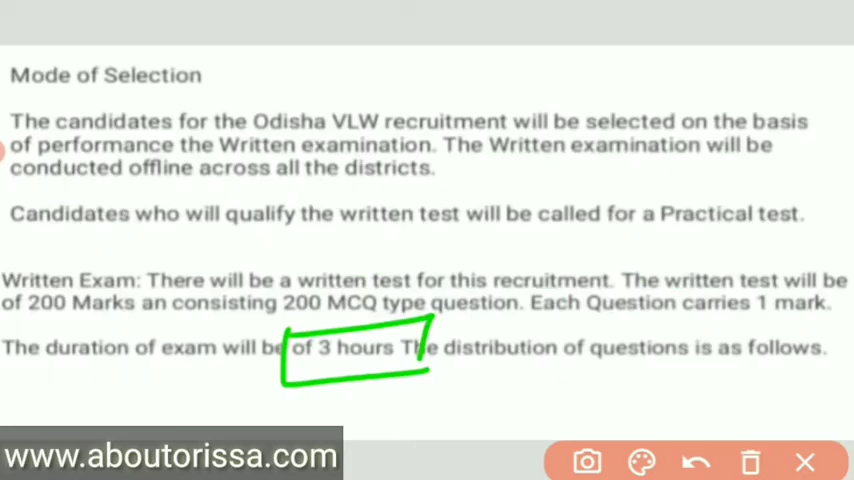 Mode of Selection
The candidates for the Odisha VLW recruitment will be selected on the basis
of performance the Written examination. The Written examination will be
conducted offline across all the districts.
Candidates who will qualify the written test will be called for a Practical test.
Written Exam: There will be a written test for this recruitment. The written test will be
of 200 Marks an consisting 200 MCQ type question. Each Question carries 1 mark.
The duration of exam will be of 3 hours The distribution of questions is as follows.
www.aboutorissa.com